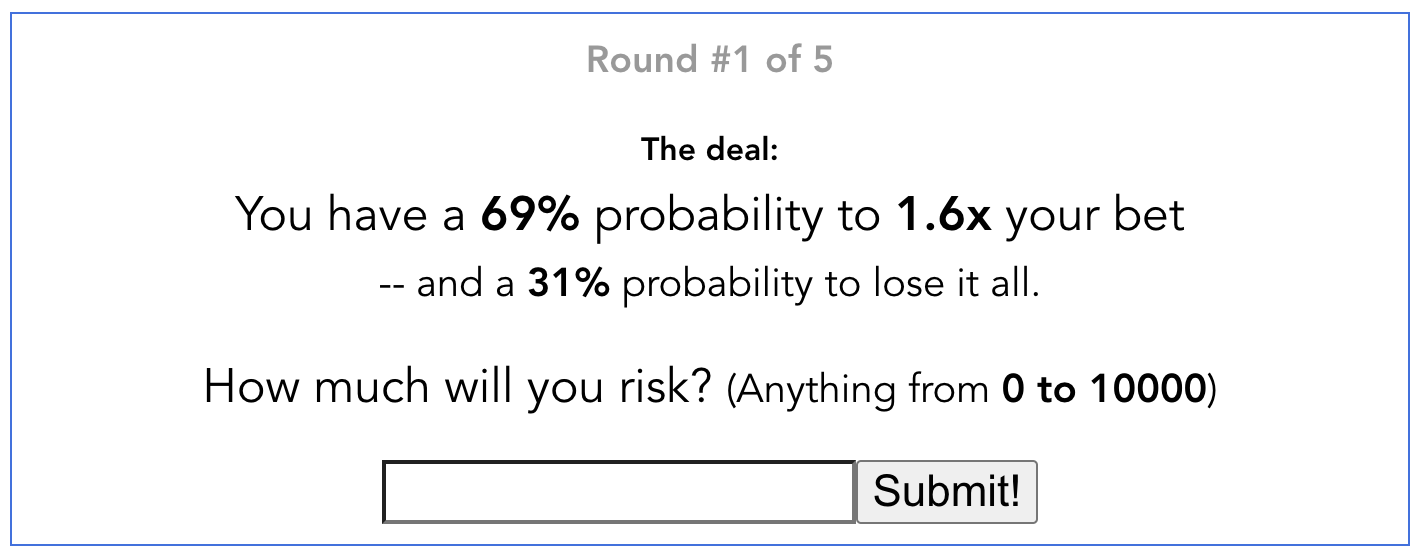 Round #1 of 5
The deal:
You have a 69% probability to 1.6x your bet
-- and a 31% probability to lose it all.
How much will you risk? (Anything from 0 to 10000)
Submit!